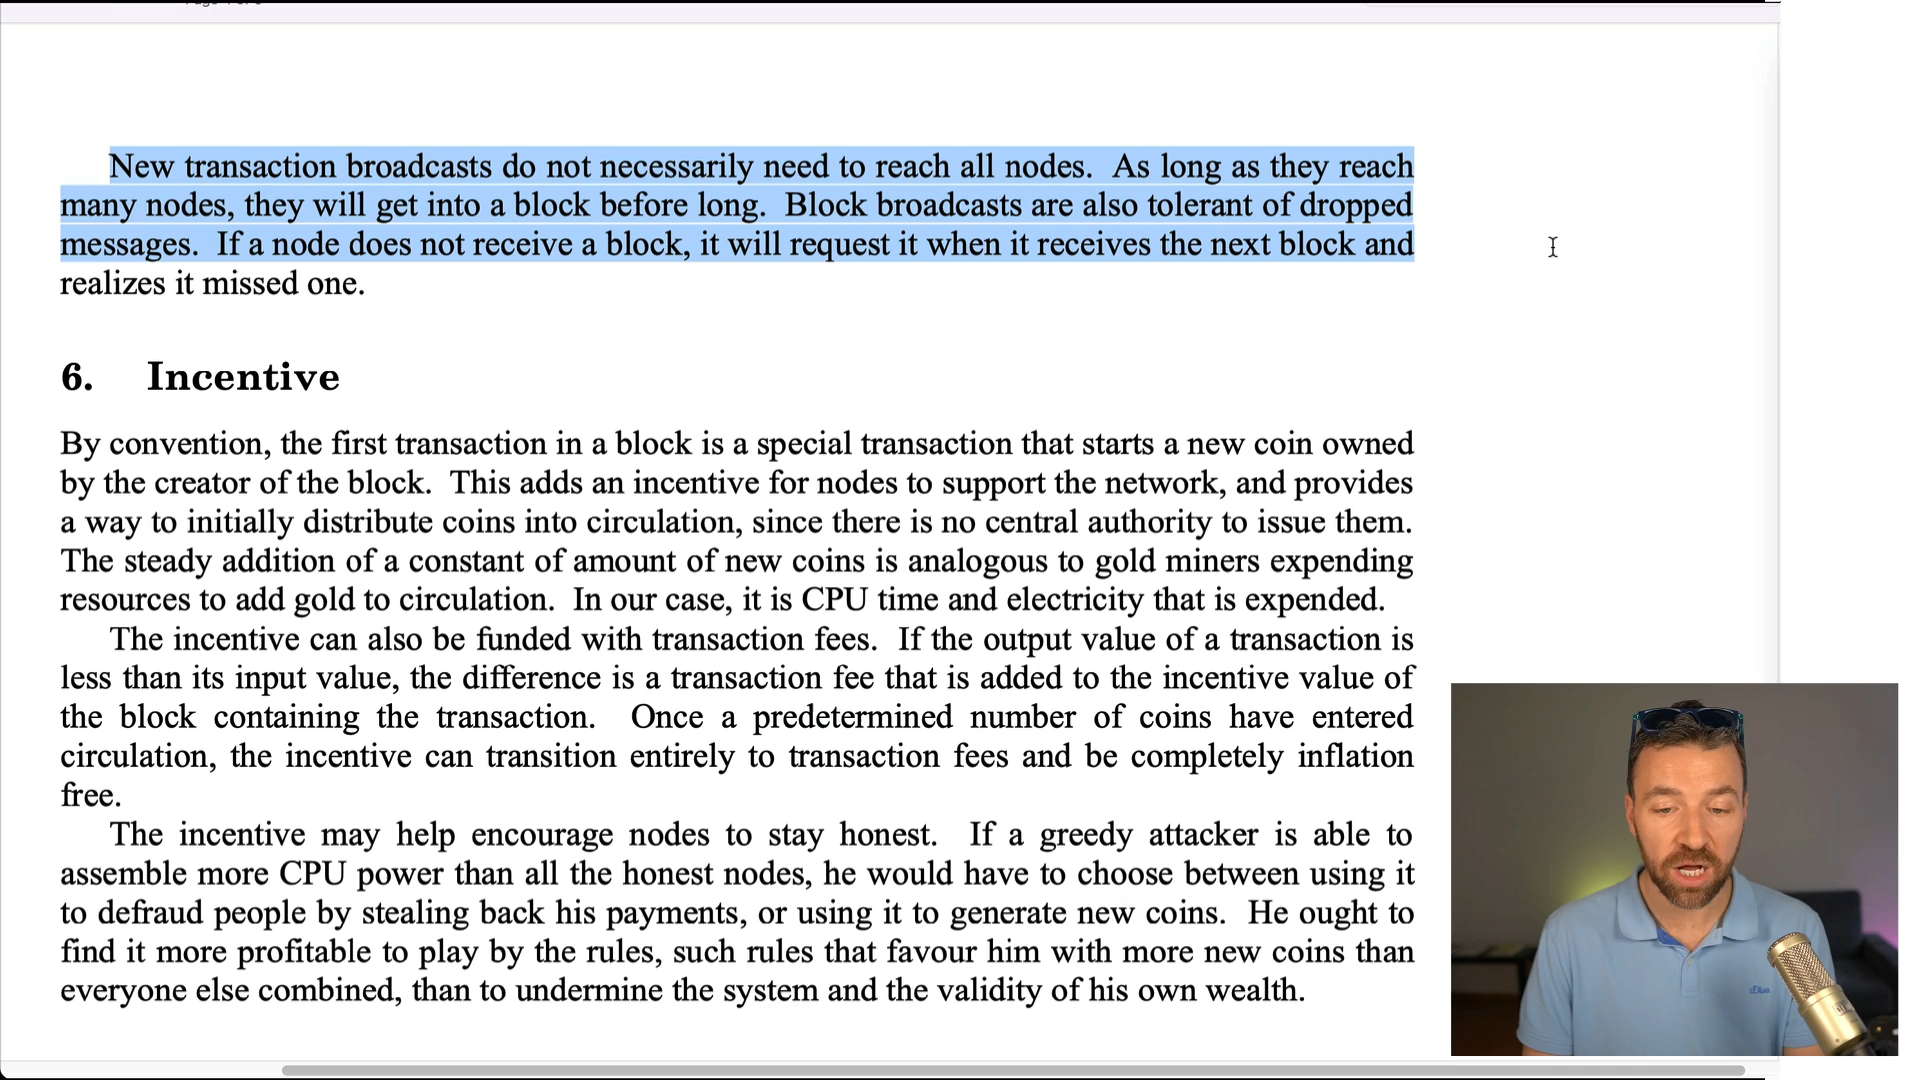 New transaction broadcasts do not necessarily need to reach all nodes. As long as they reach
many nodes, they will get into a block before long. Block broadcasts are also tolerant of dropped
messages. If a node does not receive a block, it will request it when it receives the next block and
realizes it missed one.
6. Incentive
By convention, the first transaction in a block is a special transaction that starts a new coin owned
by the creator of the block. This adds an incentive for nodes to support the network, and provides
a way to initially distribute coins into circulation, since there is no central authority to issue them.
The steady addition of a constant of amount of new coins is analogous to gold miners expending
resources to add gold to circulation. In our case, it is CPU time and electricity that is expended.
The incentive can also be funded with transaction fees. If the output value of a transaction is
less than its input value, the difference is a transaction fee that is added to the incentive value of
the block containing the transaction. Once a predetermined number of coins have entered
circulation, the incentive can transition entirely to transaction fees and be completely inflation
free.
The incentive may help encourage nodes to stay honest. If a greedy attacker is able to
assemble more CPU power than all the honest nodes, he would have to choose between using it
to defraud people by stealing back his payments, or using it to generate new coins. He ought to
find it more profitable to play by the rules, such rules that favour him with more new coins than
everyone else combined, than to undermine the system and the validity of his own wealth.